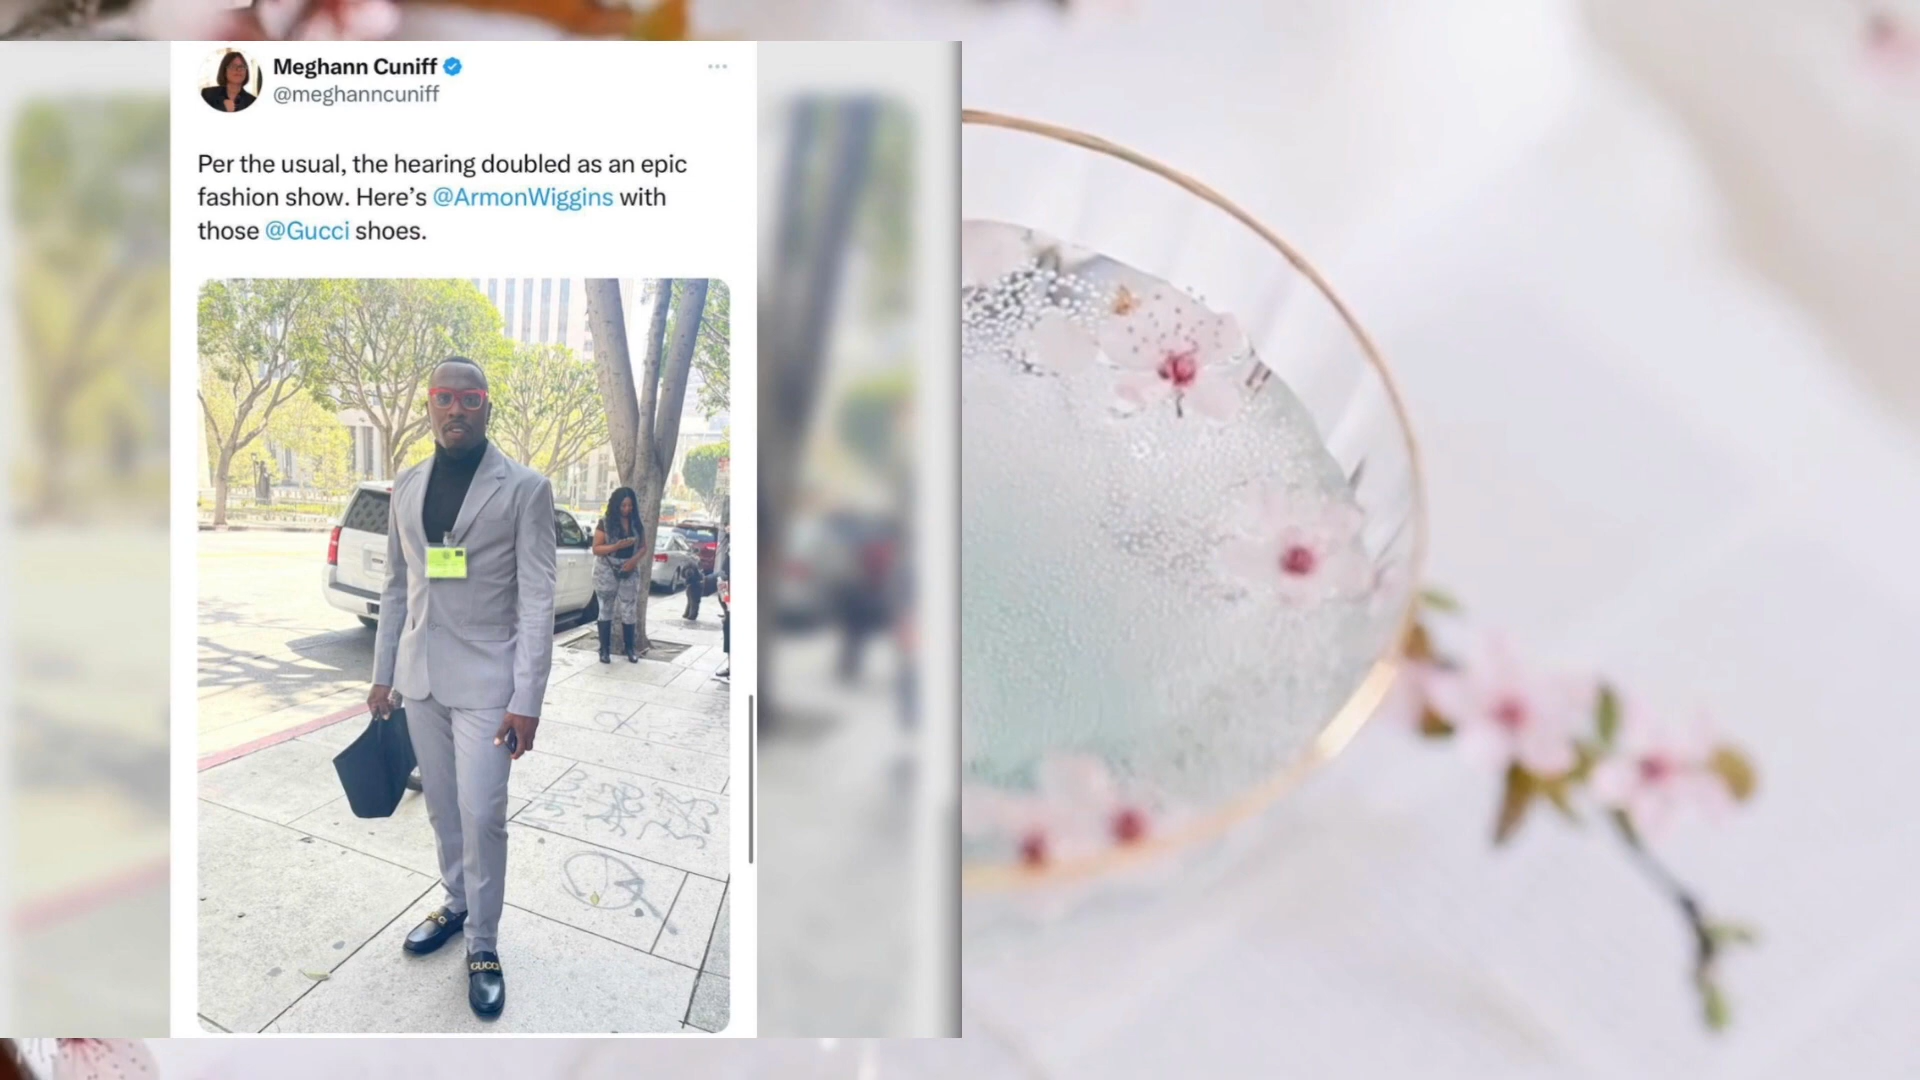 Meghann Cuniff
@meghanncuniff
Per the usual, the hearing doubled as an epic
fashion show. Here’s @ArmonWiggins with
those @Gucci shoes.
GUCCI